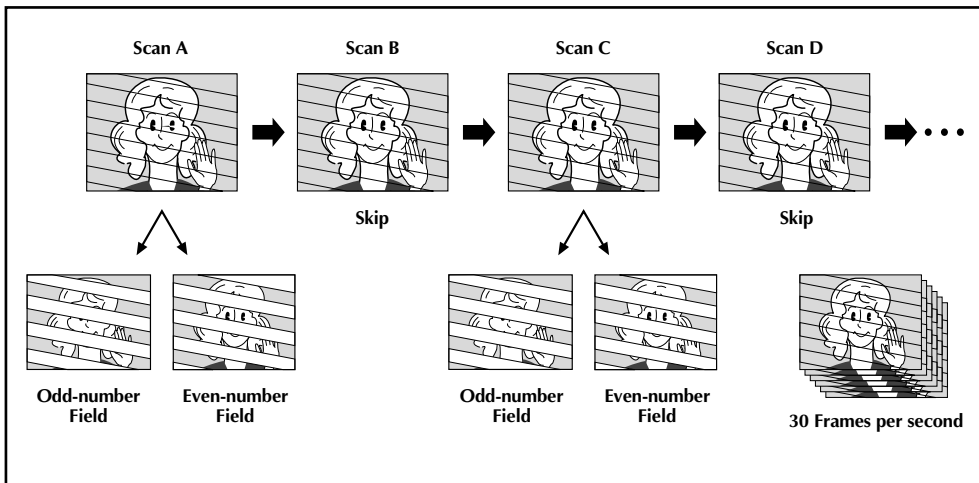 Scan A
Scan B
Scan C
Scan D
Skip
Skip
Odd-number
Field
Even-number
Field
Odd-number
Field
Even-number
Field
30 Frames per second